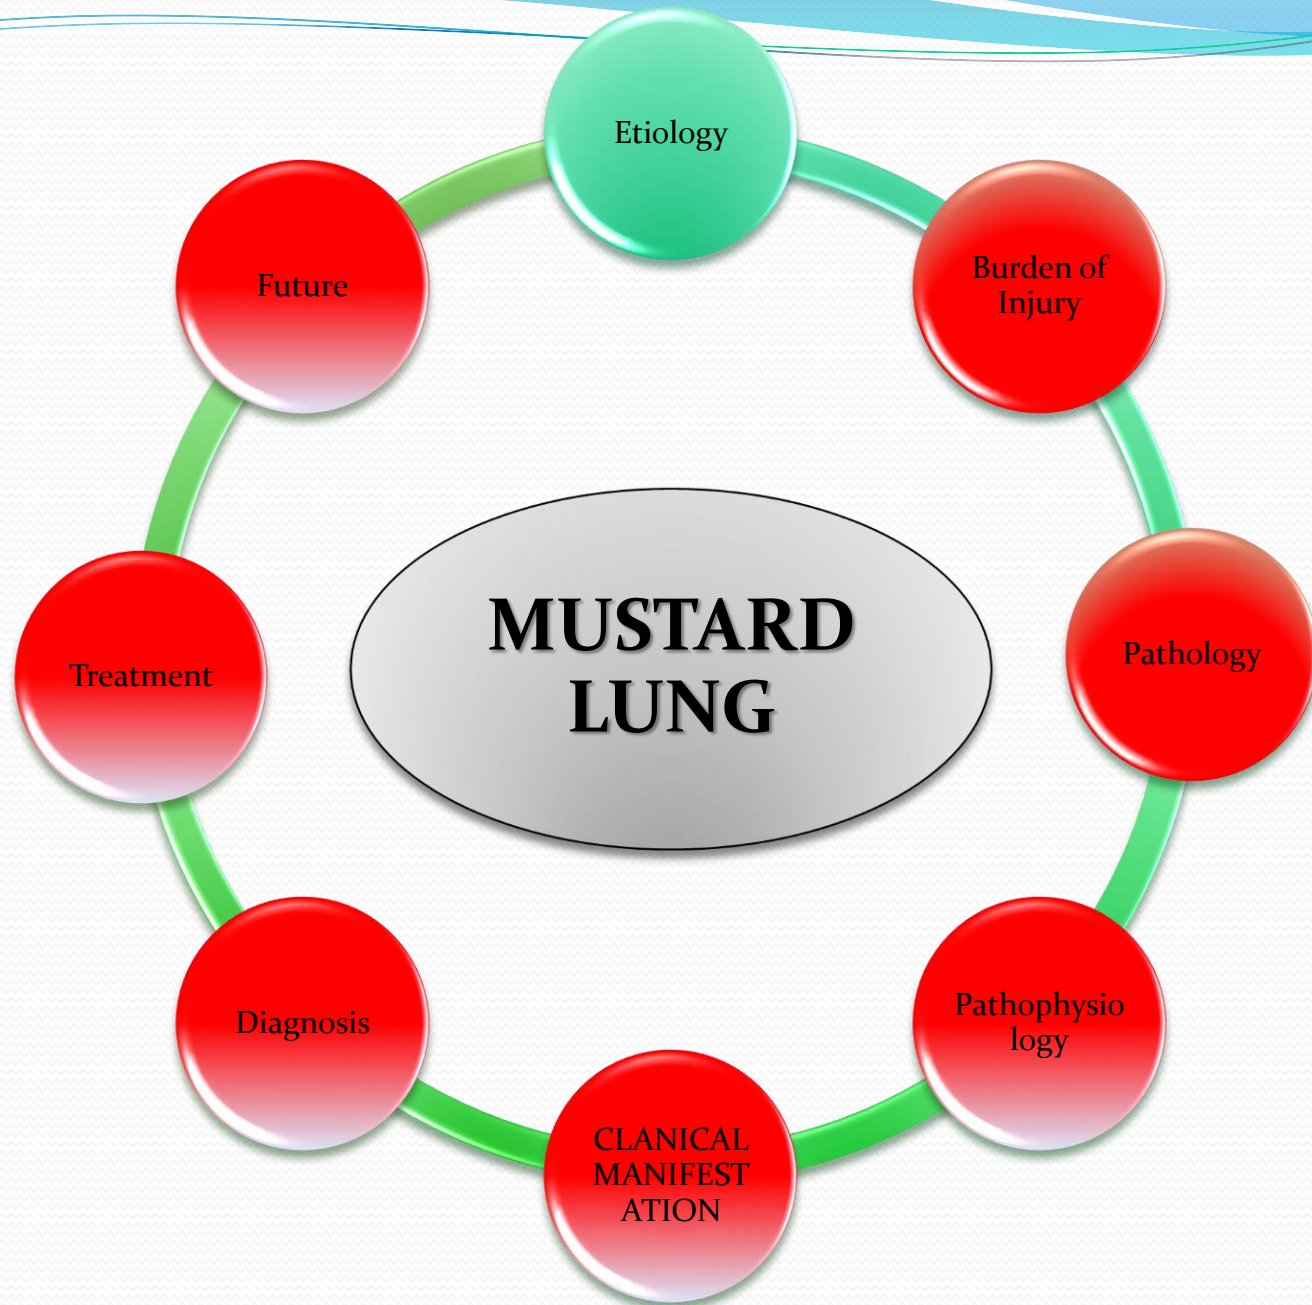 Etiology
Burden of
Injury
Pathology
Pathophysio
logy
CLANICAL
MANIFEST
ATION
Diagnosis
Treatment
Future
MUSTARD
LUNG